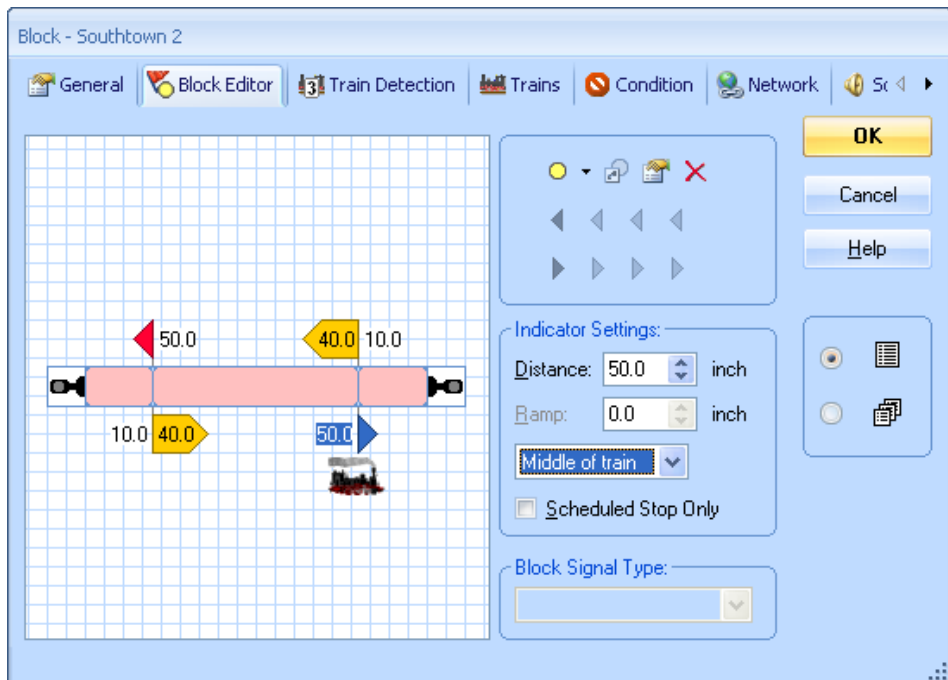 Block - Southtown 2
General Block Editor 3 Train Detection Trains Condition Network
OK
Cancel
Help
50.0 40.0 10.0
10.0 40.0 50.0
Indicator Settings:
Distance: 50.0 inch
Ramp: 0.0 inch
Middle of train
Scheduled Stop Only
Block Signal Type: